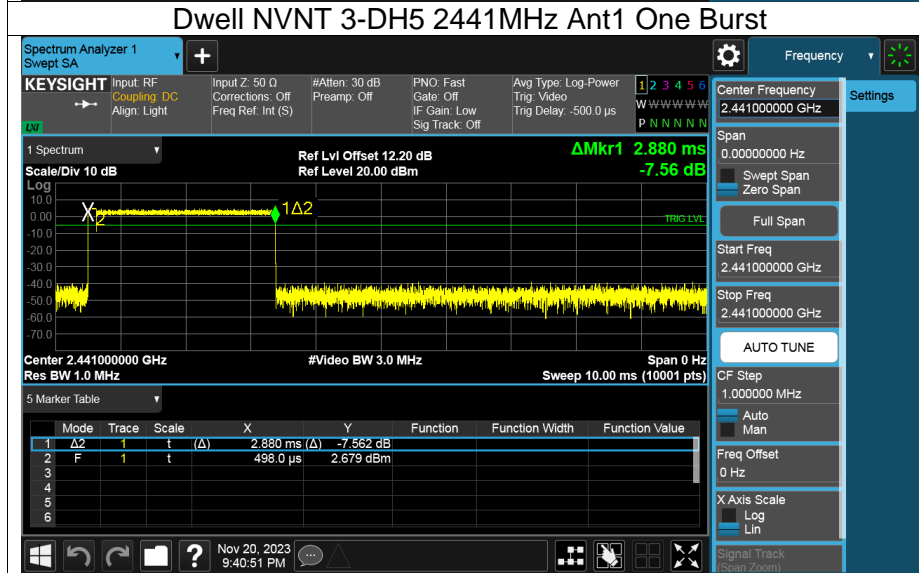 Dwell NVNT 3-DH5 2441MHz Ant1 One Burst
Spectrum Analyzer 1
Swept SA
+
Frequency
KEYSIGHT
LXI
Input: RF
Coupling: DC
Align: Light
Input Z: 50 Ω
Corrections: Off
Freq Ref: Int (S)
#Atten: 30 dB
Preamp: Off
PNO: Fast
Gate: Off
IF Gain: Low
Sig Track: Off
Avg Type: Log-Power
Trig: Video
Trig Delay: -500.0 µs
1 2 3 4 5 6
W W W W W W
P N N N N N
1 Spectrum
Scale/Div 10 dB
Ref Lvl Offset 12.20 dB
Ref Level 20.00 dBm
ΔMkr1 2.880 ms
-7.56 dB
Log
10.0
0.00
-10.0
-20.0
-30.0
-40.0
-50.0
-60.0
-70.0
X
2
1Δ2
TRIG LVL
Center 2.441000000 GHz
#Video BW 3.0 MHz
Span 0 Hz
Res BW 1.0 MHz
Sweep 10.00 ms (10001 pts)
5 Marker Table
Mode Trace Scale X Y Function Function Width Function Value
1 Δ2 1 t (Δ) 2.880 ms (Δ) -7.562 dB
2 F 1 t 498.0 µs 2.679 dBm
3
4
5
6
?
Nov 20, 2023
9:40:51 PM
Center Frequency
2.441000000 GHz
Settings
Span
0.00000000 Hz
Swept Span
Zero Span
Full Span
Start Freq
2.441000000 GHz
Stop Freq
2.441000000 GHz
AUTO TUNE
CF Step
1.000000 MHz
Auto
Man
Freq Offset
0 Hz
X Axis Scale
Log
Lin
Signal Track
(Span Zoom)